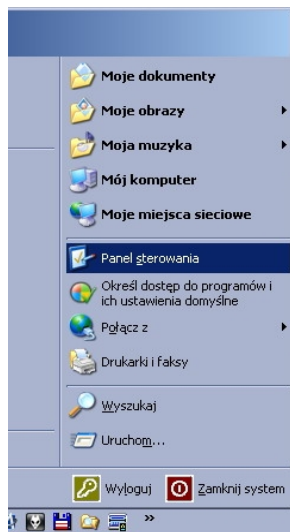 Moje dokumenty
Moje obrazy
Moja muzyka
Mój komputer
Moje miejsca sieciowe
Panel sterowania
Określ dostęp do programów i
ich ustawienia domyślne
Połącz z
Drukarki i faksy
Wyszukaj
Uruchom...
Wyloguj Zamknij system
»